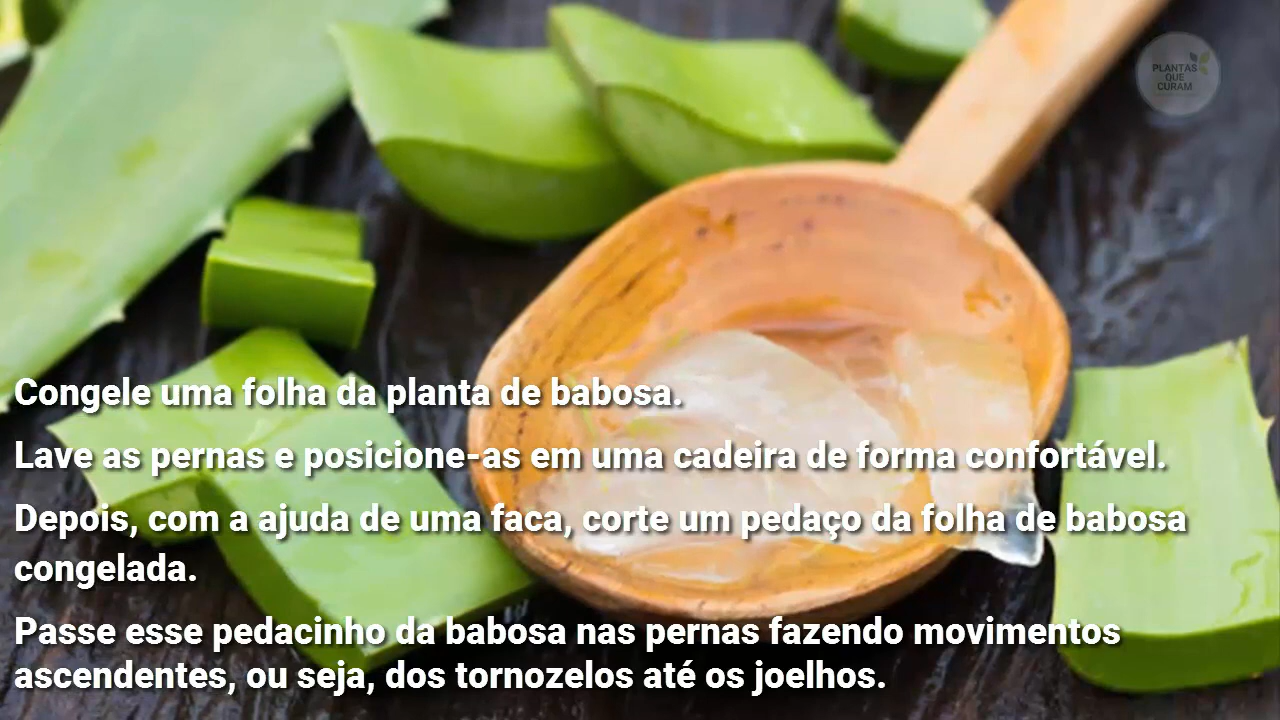 PLANTAS
QUE
CURAM
Congele uma folha da planta de babosa.
Lave as pernas e posicione-as em uma cadeira de forma confortável.
Depois, com a ajuda de uma faca, corte um pedaço da folha de babosa
congelada.
Passe esse pedacinho da babosa nas pernas fazendo movimentos
ascendentes, ou seja, dos tornozelos até os joelhos.